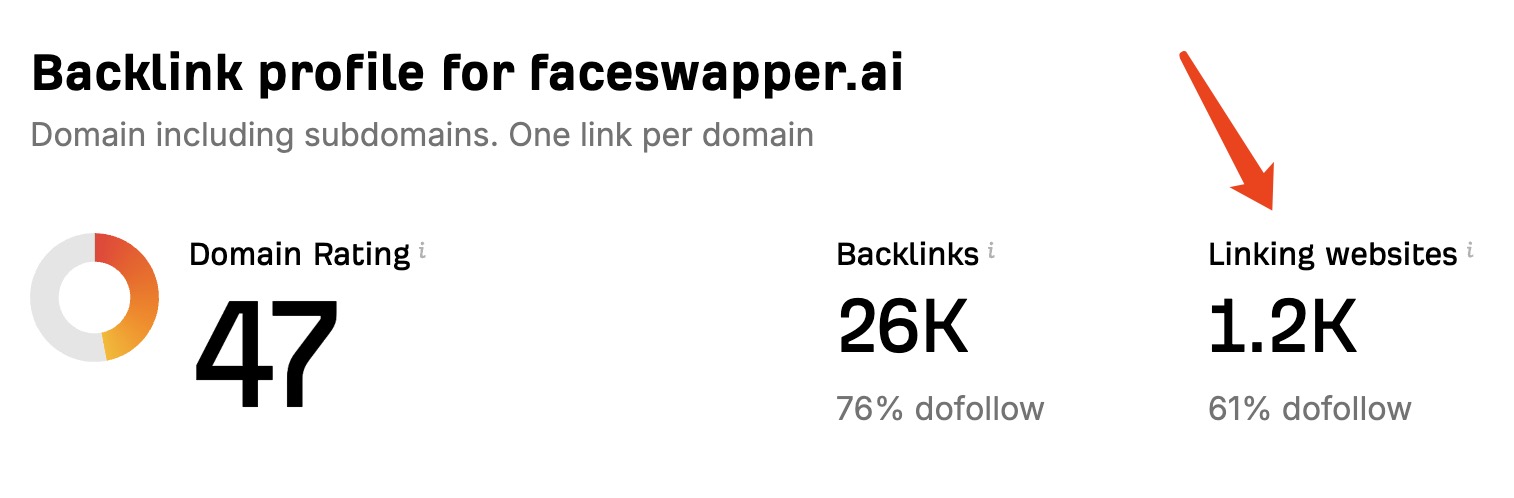 Backlink profile for faceswapper.ai
Domain including subdomains. One link per domain
Domain Rating i
47
Backlinks i
26K
76% dofollow
Linking websites i
1.2K
61% dofollow